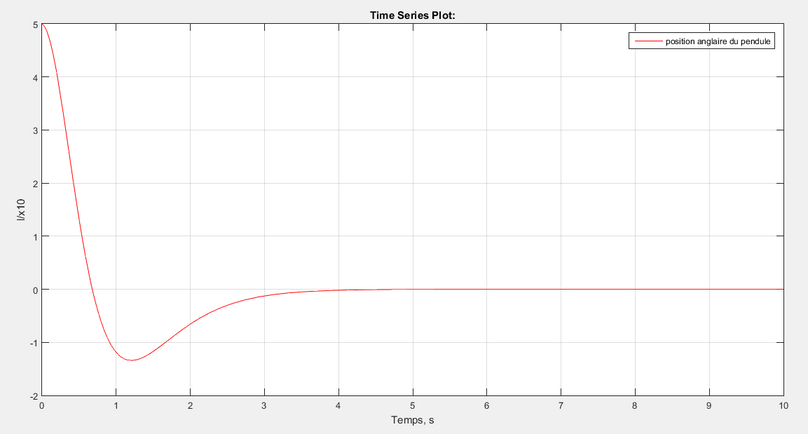 Time Series Plot:
position anglaire du pendule
5
4
3
2
1
0
-1
-2
l/x10
0 1 2 3 4 5 6 7 8 9 10
Temps, s